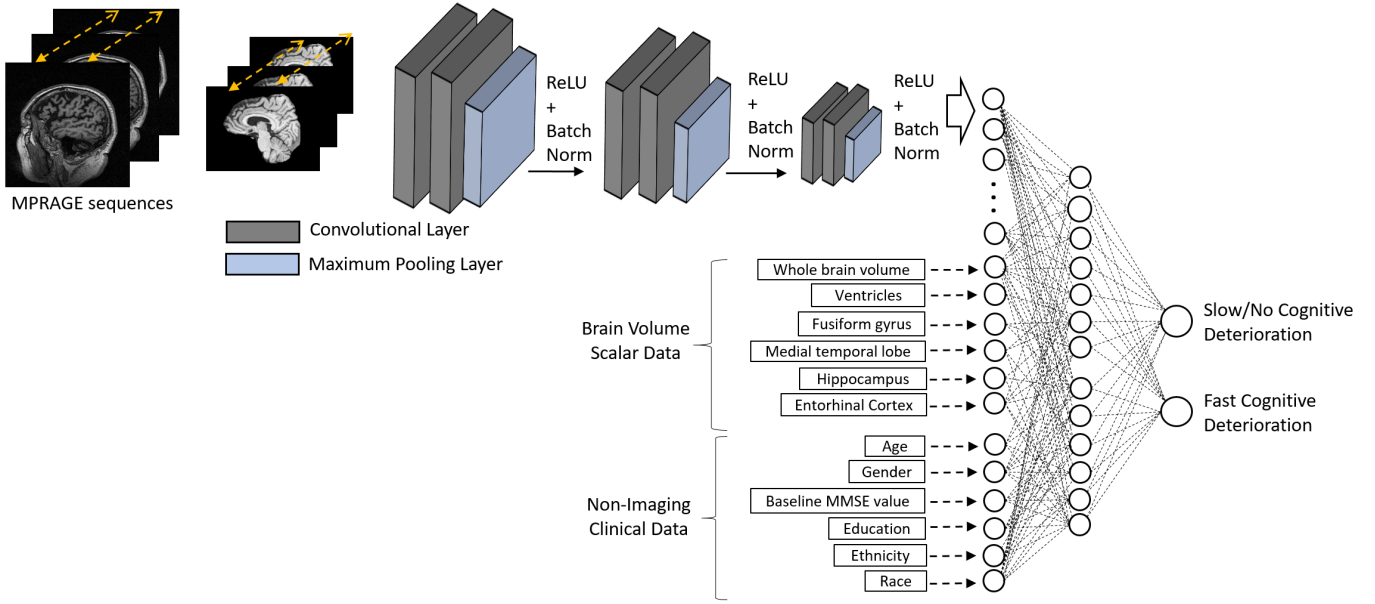 MPRAGE sequences
Convolutional Layer
Maximum Pooling Layer
ReLU
+
Batch
Norm
ReLU
+
Batch
Norm
ReLU
+
Batch
Norm
Brain Volume
Scalar Data
Whole brain volume
Ventricles
Fusiform gyrus
Medial temporal lobe
Hippocampus
Entorhinal Cortex
Non-Imaging
Clinical Data
Age
Gender
Baseline MMSE value
Education
Ethnicity
Race
Slow/No Cognitive
Deterioration
Fast Cognitive
Deterioration